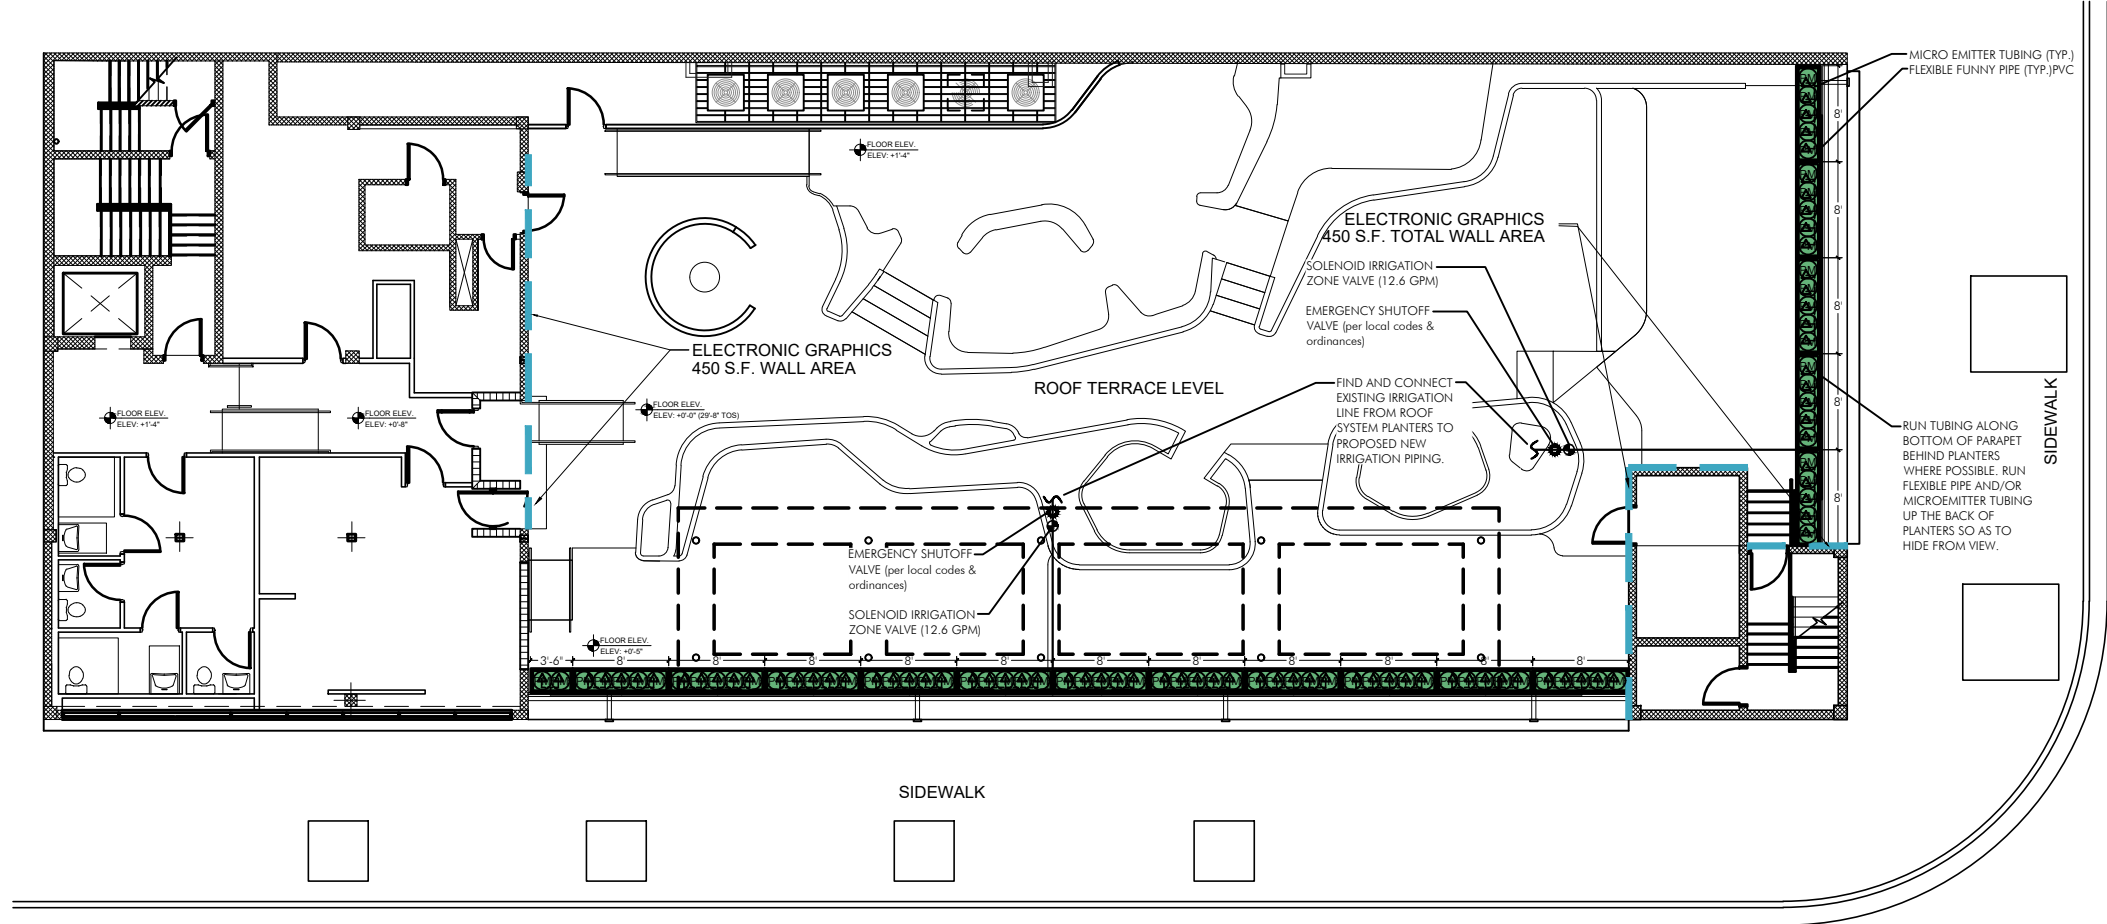 MICRO EMITTER TUBING (TYP.)
FLEXIBLE FUNNY PIPE (TYP.)PVC
8'
FLOOR ELEV.
ELEV: +1'-4"
8'
ELECTRONIC GRAPHICS
450 S.F. TOTAL WALL AREA
SOLENOID IRRIGATION
ZONE VALVE (12.6 GPM)
8'
EMERGENCY SHUTOFF
VALVE (per local codes &
ordinances)
ELECTRONIC GRAPHICS
450 S.F. WALL AREA
ROOF TERRACE LEVEL
FIND AND CONNECT
EXISTING IRRIGATION
LINE FROM ROOF
SYSTEM PLANTERS TO
PROPOSED NEW
IRRIGATION PIPING.
8'
SIDEWALK
FLOOR ELEV.
ELEV: +1'-4"
FLOOR ELEV.
ELEV: +0'-8"
FLOOR ELEV.
ELEV: +0'-0" (29'-8" TOS)
RUN TUBING ALONG
BOTTOM OF PARAPET
BEHIND PLANTERS
WHERE POSSIBLE. RUN
FLEXIBLE PIPE AND/OR
MICROEMITTER TUBING
UP THE BACK OF
PLANTERS SO AS TO
HIDE FROM VIEW.
8'
EMERGENCY SHUTOFF
VALVE (per local codes &
ordinances)
SOLENOID IRRIGATION
ZONE VALVE (12.6 GPM)
FLOOR ELEV.
ELEV: +0'-5"
3'-6" 8' 8' 8' 8' 8' 8' 8' 8' 8' 8' 8'
SIDEWALK